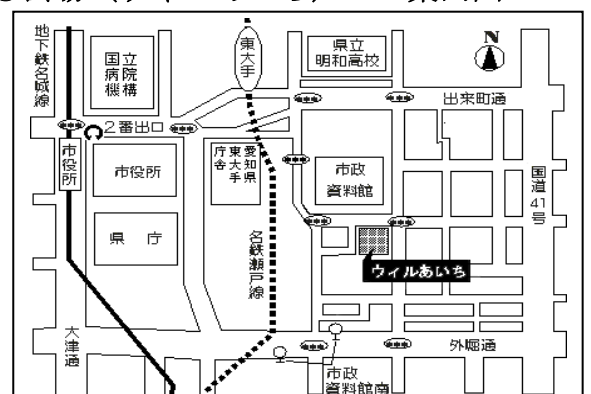 地下鉄名城線
国立
病院
機構
東大手
県立
明和高校
N
出来町通
2番出口
市役所
市役所
愛知県
東大手
庁舎
市政
資料館
国道41号
県庁
名鉄瀬戸線
ウィルあいち
大津通
外堀通
市政
資料館南